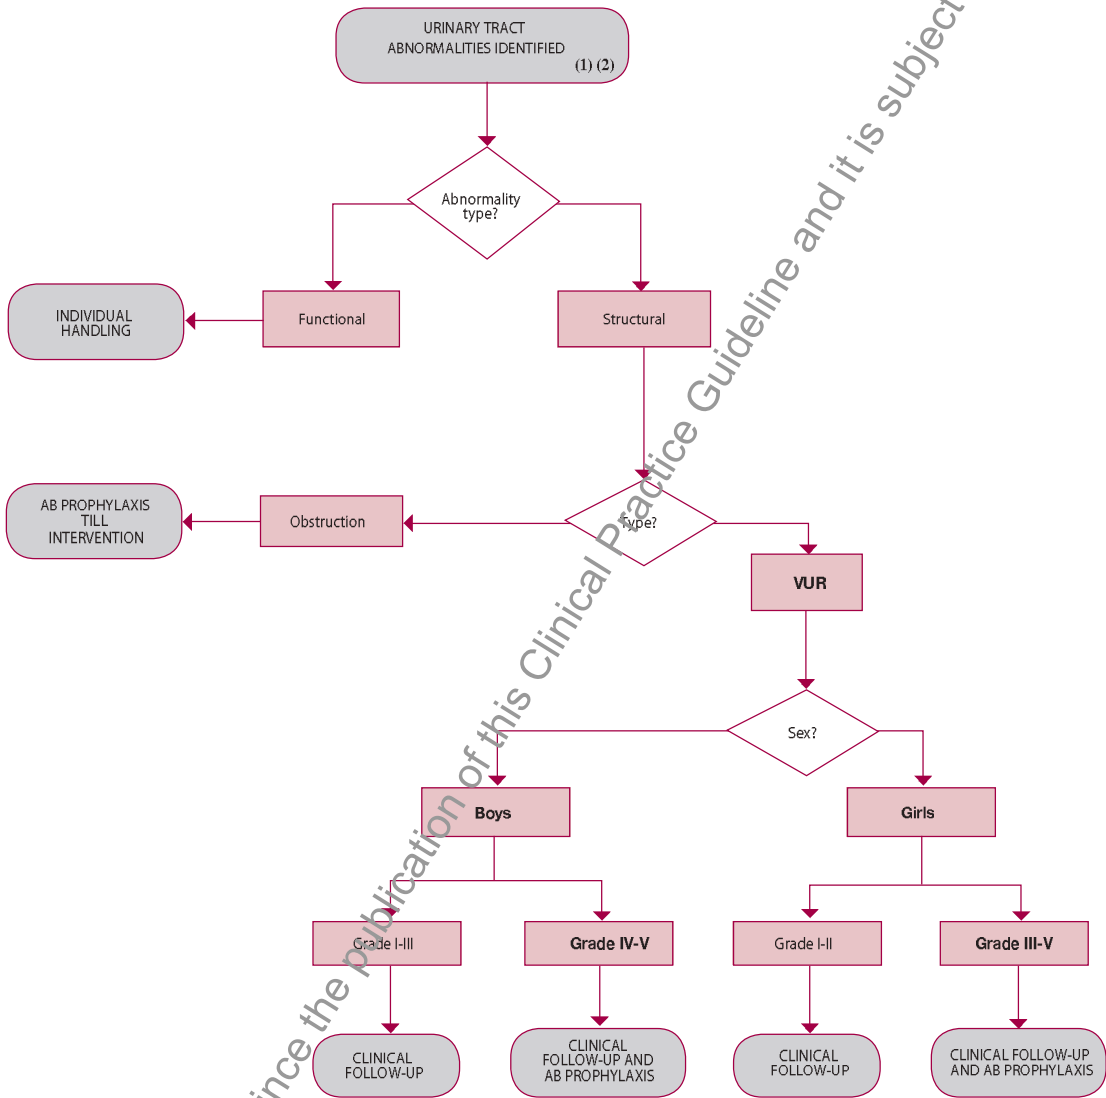 URINARY TRACT
ABNORMALITIES IDENTIFIED
(1) (2)
Abnormality
type?
Functional
Structural
INDIVIDUAL
HANDLING
AB PROPHYLAXIS
TILL
INTERVENTION
Obstruction
Type?
VUR
Sex?
Boys
Girls
Grade I-III
Grade IV-V
Grade I-II
Grade III-V
CLINICAL
FOLLOW-UP
CLINICAL
FOLLOW-UP AND
AB PROPHYLAXIS
CLINICAL
FOLLOW-UP
CLINICAL FOLLOW-UP
AND AB PROPHYLAXIS
the publication of this Clinical Practice Guideline and it is subject